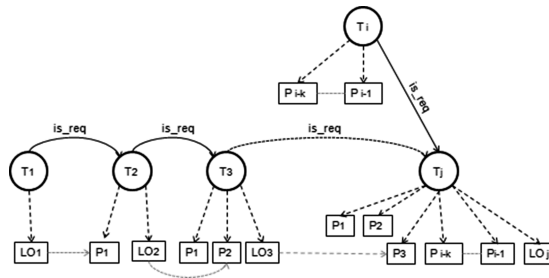 Ti
P i-k P i-1
is_req
is_req is_req is_req
T1 T2 T3 Tj
P1 P2
LO1 P1 LO2 P1 P2 LO3 P3 P i-k Pi-1 LO j